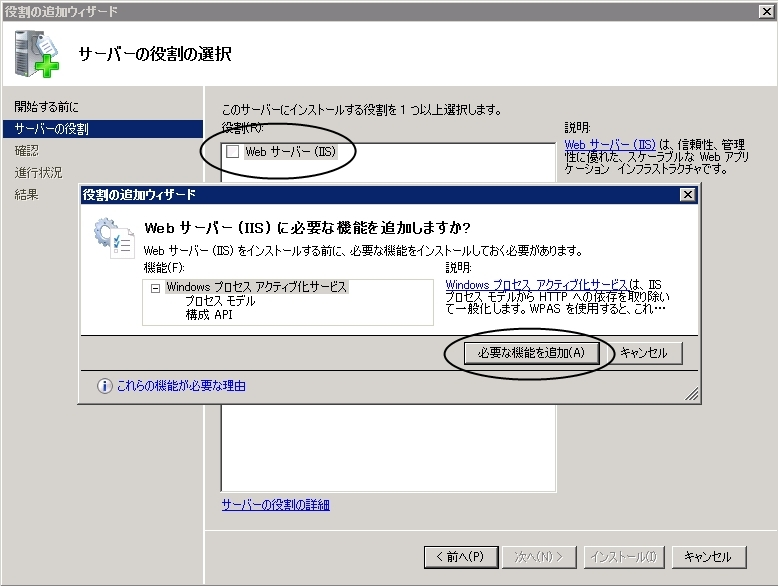 役割の追加ウィザード
サーバーの役割の選択
開始する前に
サーバーの役割
確認
進行状況
結果
このサーバーにインストールする役割を 1 つ以上選択します。
役割(R):
Web サーバー (IIS)
説明:
Web サーバー (IIS) は、信頼性、管理
性に優れた、スケーラブルな Web アプリ
ケーション インフラストラクチャです。
役割の追加ウィザード
Web サーバー (IIS) に必要な機能を追加しますか?
Web サーバー (IIS) をインストールする前に、必要な機能をインストールしておく必要があります。
機能(F):
Windows プロセス アクティブ化サービス
プロセス モデル
構成 API
説明:
Windows プロセス アクティブ化サービスは、IIS
プロセス モデルから HTTP への依存を取り除い
て一般化します。WPAS を使用すると、これ…
必要な機能を追加(A)
キャンセル
これらの機能が必要な理由
サーバーの役割の詳細
< 前へ(P)
次へ(N) >
インストール(I)
キャンセル